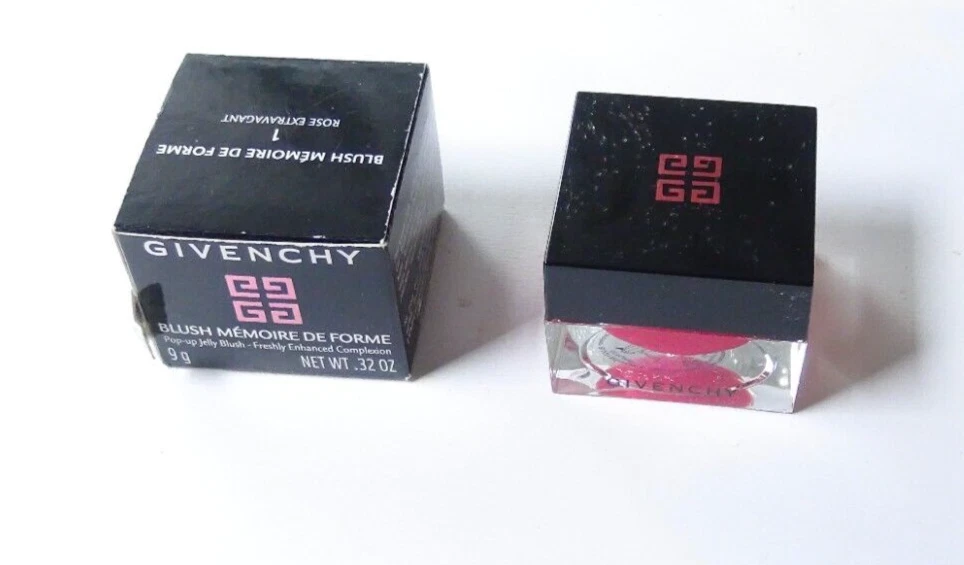 BLUSH MÉMOIRE DE FORME
1
ROSE EXTRAVAGANT
GIVENCHY
BLUSH MÉMOIRE DE FORME
Pop-up Jelly Blush - Freshly Enhanced Complexion
9 g NET WT .32 OZ
GIVENCHY